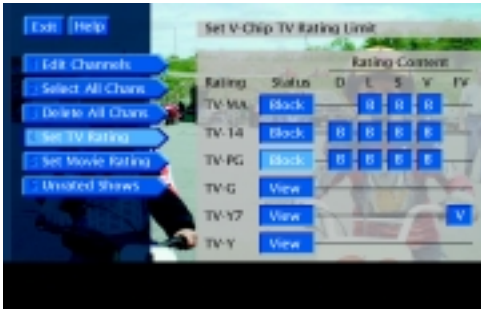 Exit Help
Set V-Chip TV Rating Limit
Edit Channels
Select All Chans
Delete All Chans
Set TV Rating
Set Movie Rating
Unrated Shows
Rating Content
Rating Status D L S V FV
TV-MA Block B B B
TV-14 Block B B B B
TV-PG Block B B B B
TV-G View
TV-Y7 View V
TV-Y View